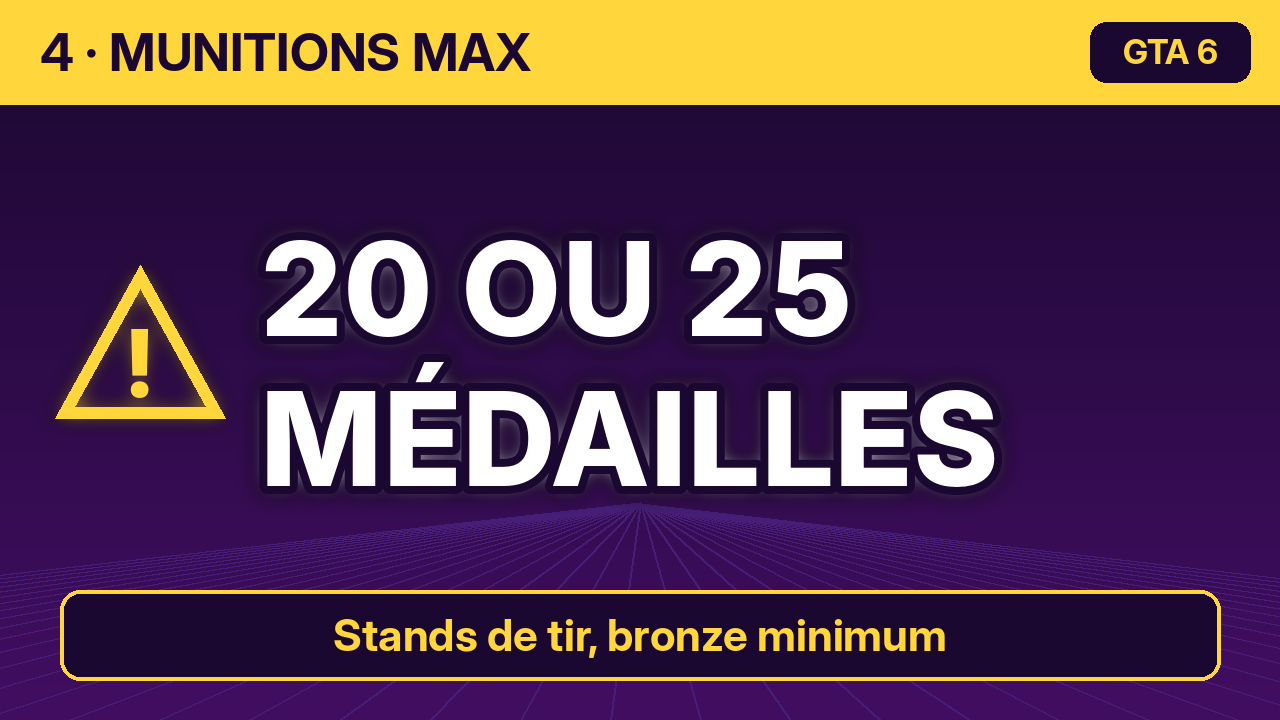 4 · MUNITIONS MAX
GTA 6
20 OU 25
MÉDAILLES
Stands de tir, bronze minimum